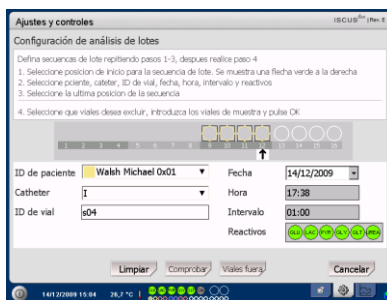 Ajustes y controles
ISCUSflex | Rev. E
Configuración de análisis de lotes
Defina secuencas de lote repitiendo pasos 1-3, despues realice paso 4
1. Seleccione posicion de inicio para la secuencia de lote. Se muestra una flecha verde a la derecha
2. Seleccione pciente, cateter, ID de vial, fecha, hora, intervalo y reactivos
3. Seleccione la ultima posicion de la secuencia
4. Seleccione que viales desea excluir, introduzca los viales de muestra y pulse OK
1 2 3 4 5 6 7 8 9 10 11 12 13 14 15 16
ID de paciente Walsh Michael 0x01 Fecha 14/12/2009
Catheter I Hora 17:38
ID de vial s04 Intervalo 01:00
Reactivos GLU LAC PYR GLY GLT UREA
Limpiar Comprobar Viales fuera Cancelar
14/12/2009 15:04 26,7 °C